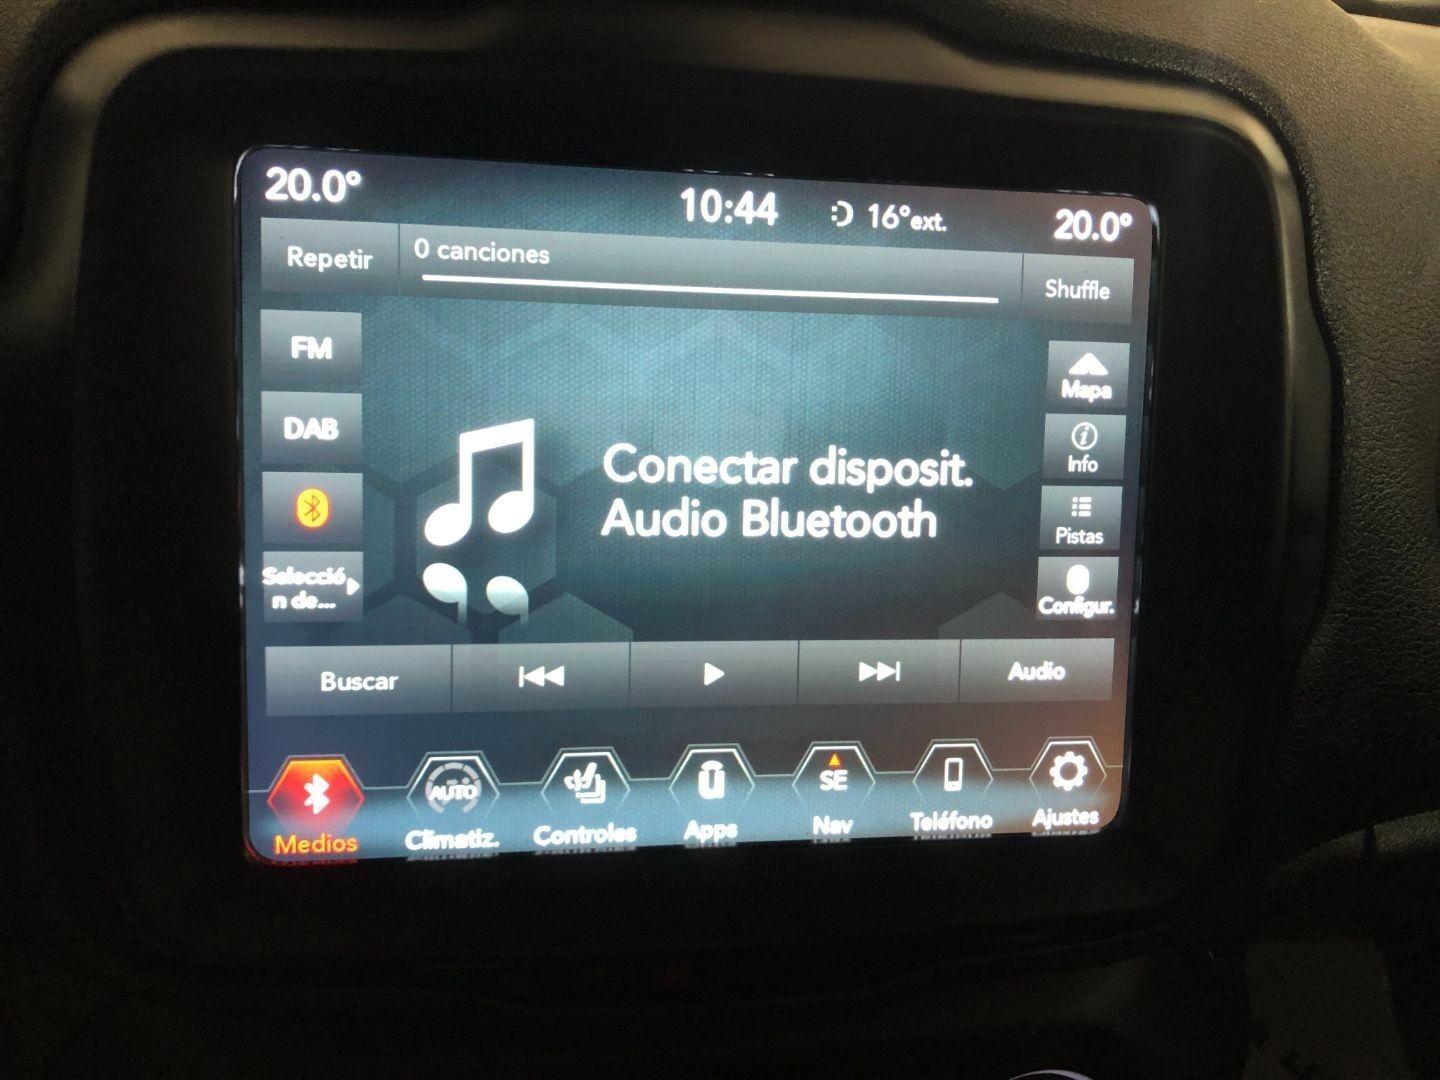 20.0°
10:44
16°ext.
20.0°
Repetir
0 canciones
Shuffle
FM
DAB
Mapa
Info
Pistas
Configur.
Selecció
n de...
Conectar disposit.
Audio Bluetooth
Buscar
Audio
Medios
AUTO
Climatiz.
Controles
Apps
SE
Nav
Teléfono
Ajustes